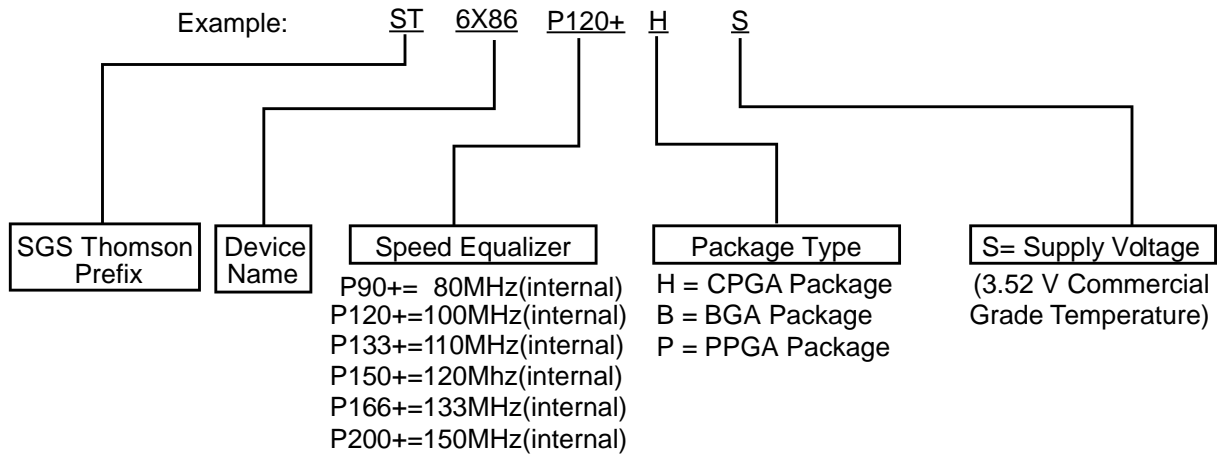 Example: ST 6X86 P120+ H S
SGS Thomson
Prefix
Device
Name
Speed Equalizer
P90+= 80MHz(internal)
P120+=100MHz(internal)
P133+=110MHz(internal)
P150+=120Mhz(internal)
P166+=133MHz(internal)
P200+=150MHz(internal)
Package Type
H = CPGA Package
B = BGA Package
P = PPGA Package
S= Supply Voltage
(3.52 V Commercial
Grade Temperature)